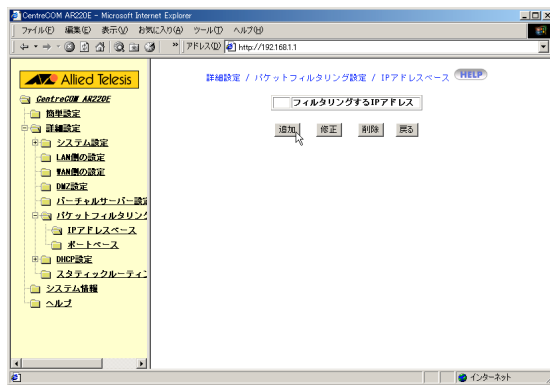 CentreCOM AR220E - Microsoft Internet Explorer
ファイル(F) 編集(E) 表示(V) お気に入り(A) ツール(T) ヘルプ(H)
アドレス(D) http://192.168.1.1
Allied Telesis
CentreCOM AR220E
簡単設定
詳細設定
システム設定
LAN側の設定
WAN側の設定
DMZ設定
バーチャルサーバー設
パケットフィルタリング
IPアドレスベース
ポートベース
DHCP設定
スタティックルーティ
システム情報
ヘルプ
詳細設定 / パケットフィルタリング設定 / IPアドレスベース HELP
フィルタリングするIPアドレス
追加 修正 削除 戻る
インターネット